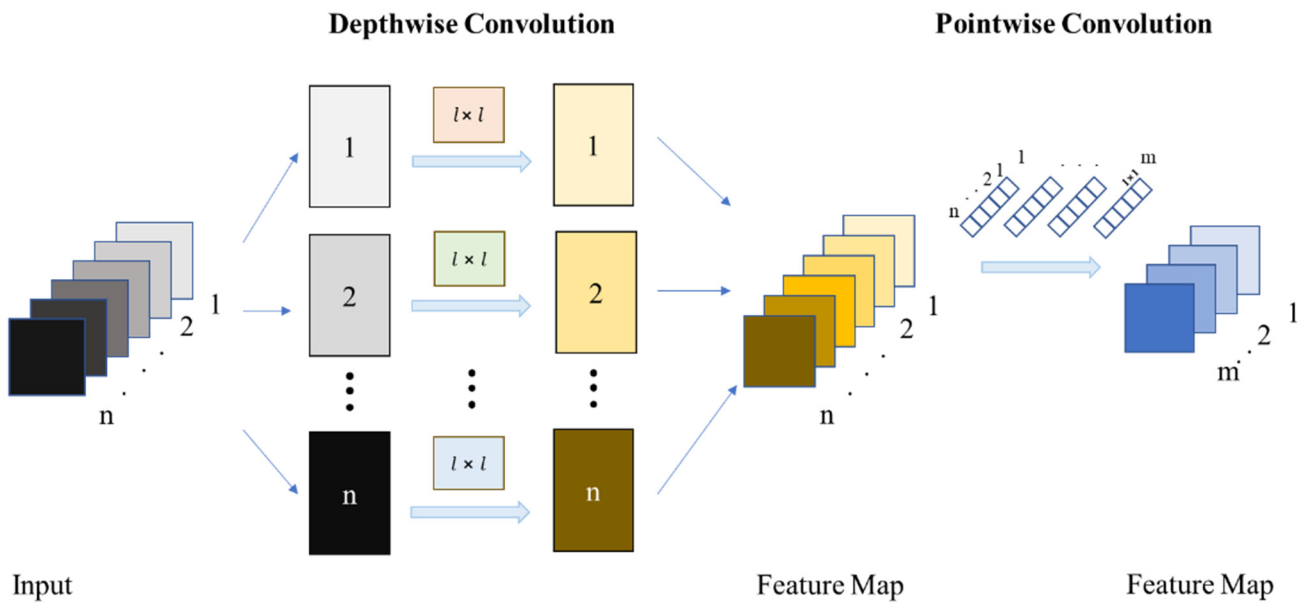 Depthwise Convolution
Pointwise Convolution
1
2
.
.
.
n
Input
1
l × l
1
2
l × l
2
n
l × l
n
1
2
.
.
.
n
Feature Map
n . . 2 1
1 . . . m
1×1
1
2
. .
m
Feature Map